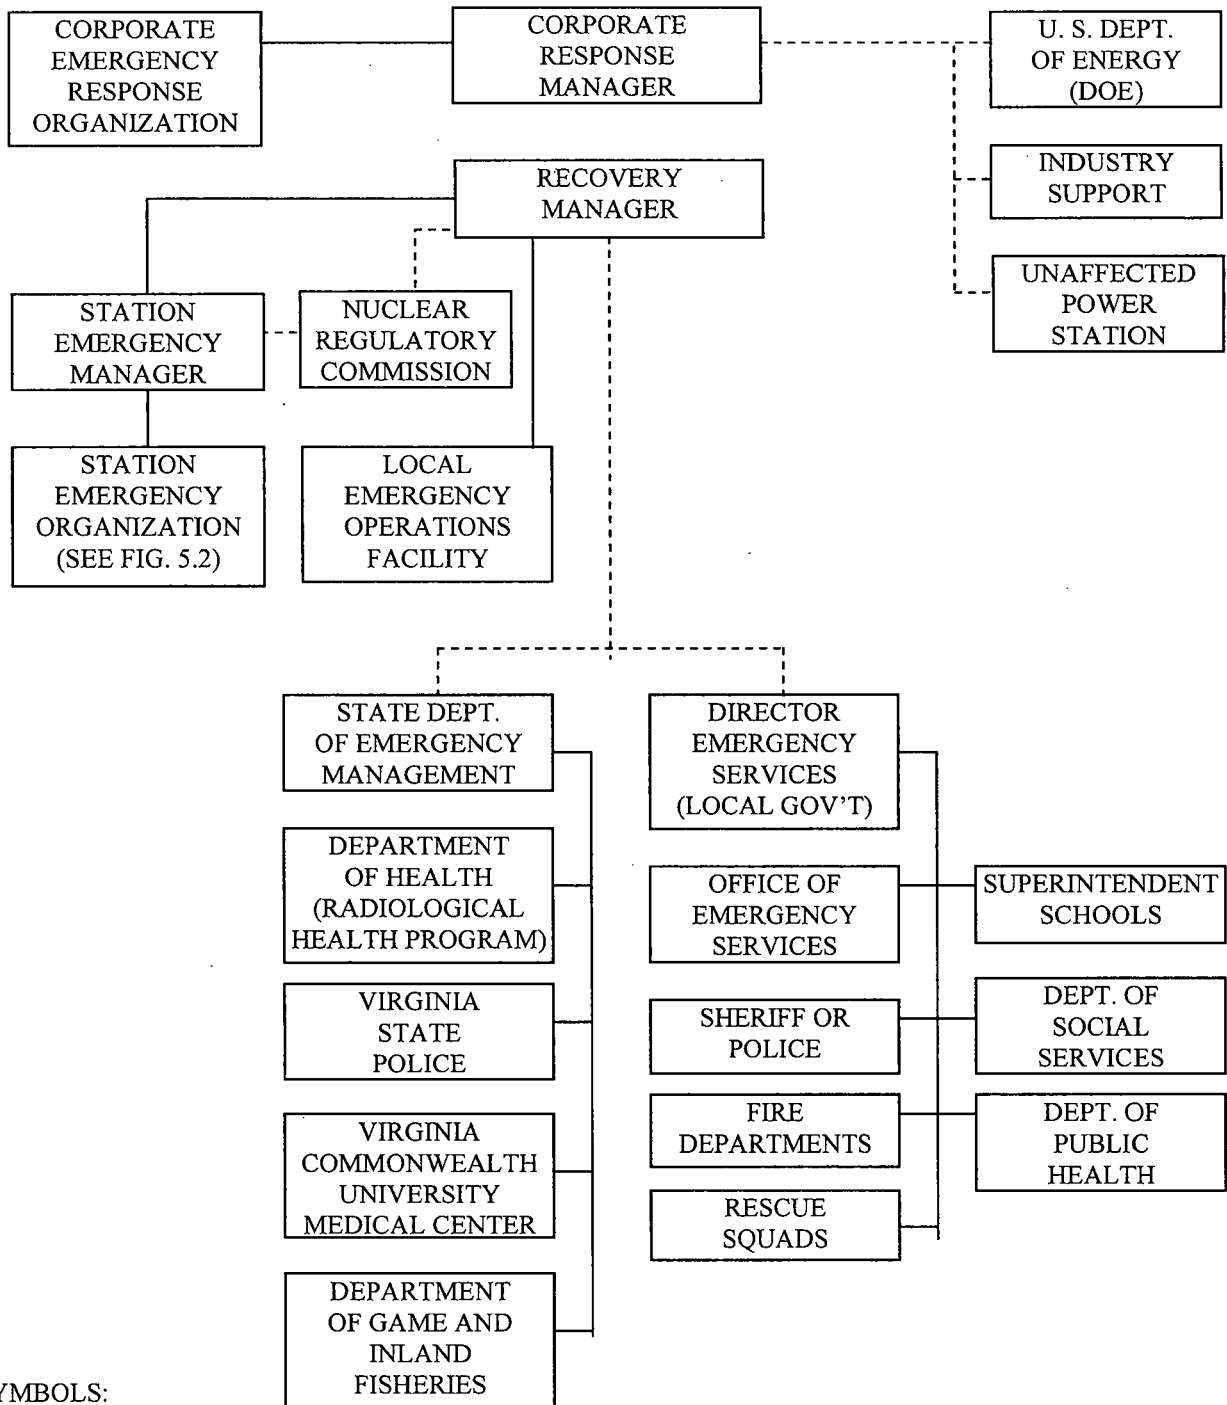 CORPORATE
EMERGENCY
RESPONSE
ORGANIZATION
CORPORATE
RESPONSE
MANAGER
U. S. DEPT.
OF ENERGY
(DOE)
INDUSTRY
SUPPORT
UNAFFECTED
POWER
STATION
RECOVERY
MANAGER
STATION
EMERGENCY
MANAGER
NUCLEAR
REGULATORY
COMMISSION
STATION
EMERGENCY
ORGANIZATION
(SEE FIG. 5.2)
LOCAL
EMERGENCY
OPERATIONS
FACILITY
STATE DEPT.
OF EMERGENCY
MANAGEMENT
DEPARTMENT
OF HEALTH
(RADIOLOGICAL
HEALTH PROGRAM)
VIRGINIA
STATE
POLICE
VIRGINIA
COMMONWEALTH
UNIVERSITY
MEDICAL CENTER
DEPARTMENT
OF GAME AND
INLAND
FISHERIES
DIRECTOR
EMERGENCY
SERVICES
(LOCAL GOV'T)
OFFICE OF
EMERGENCY
SERVICES
SHERIFF OR
POLICE
FIRE
DEPARTMENTS
RESCUE
SQUADS
SUPERINTENDENT
SCHOOLS
DEPT. OF
SOCIAL
SERVICES
DEPT. OF
PUBLIC
HEALTH
YMBOLS: